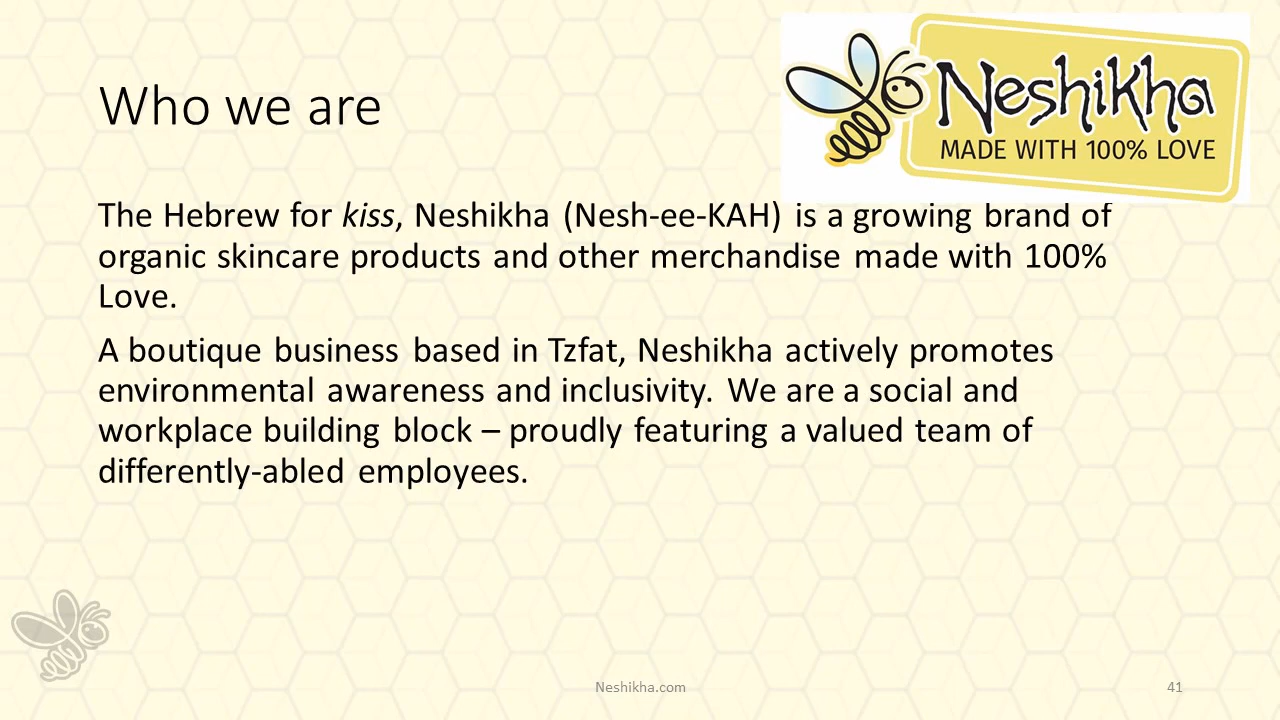 Neshikha
MADE WITH 100% LOVE
Who we are
The Hebrew for kiss, Neshikha (Nesh-ee-KAH) is a growing brand of
organic skincare products and other merchandise made with 100%
Love.
A boutique business based in Tzfat, Neshikha actively promotes
environmental awareness and inclusivity. We are a social and
workplace building block – proudly featuring a valued team of
differently-abled employees.
Neshikha.com
41